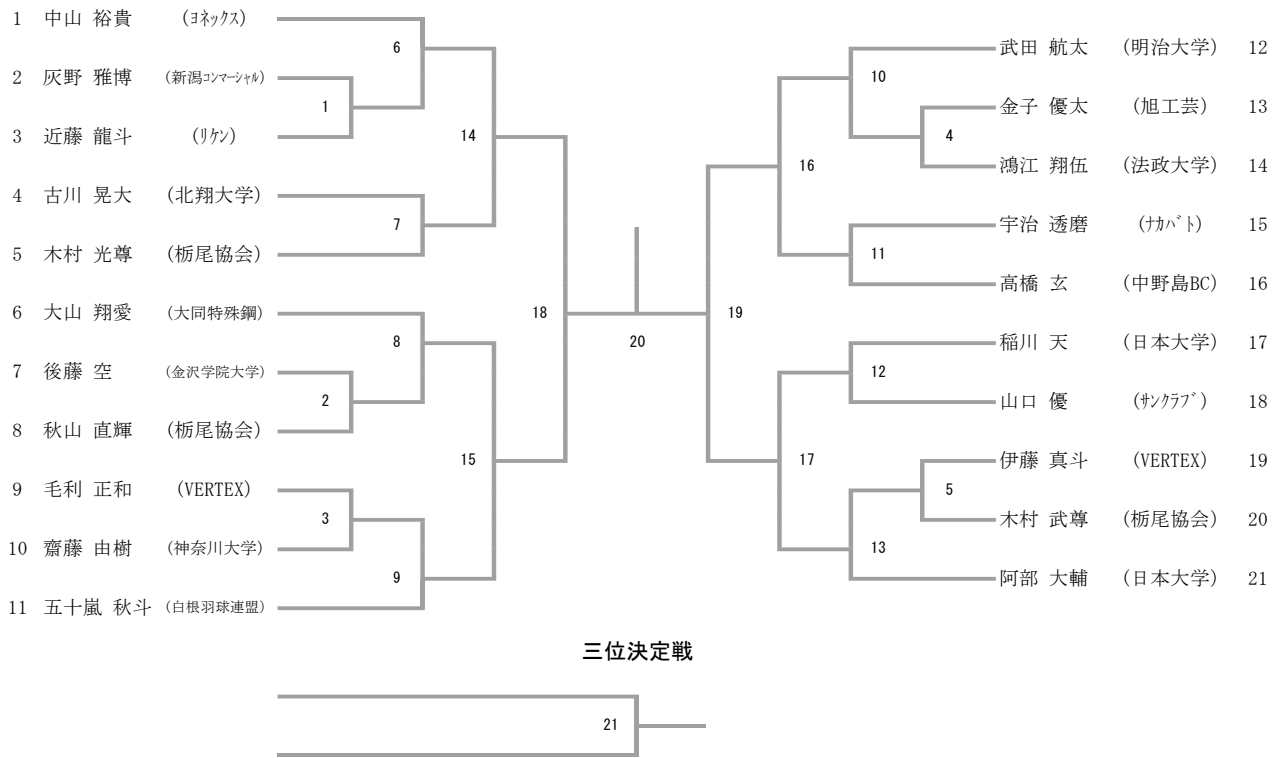 1 中山 裕貴 (ﾖﾈｯｸｽ)
2 灰野 雅博 (新潟ｺﾝﾏｰｼｬﾙ)
3 近藤 龍斗 (ﾘｹﾝ)
4 古川 晃大 (北翔大学)
5 木村 光尊 (栃尾協会)
6 大山 翔愛 (大同特殊鋼)
7 後藤 空 (金沢学院大学)
8 秋山 直輝 (栃尾協会)
9 毛利 正和 (VERTEX)
10 齋藤 由樹 (神奈川大学)
11 五十嵐 秋斗 (白根羽球連盟)
6
1
14
7
18
8
2
15
3
9
20
武田 航太 (明治大学) 12
金子 優太 (旭工芸) 13
鴻江 翔伍 (法政大学) 14
宇治 透磨 (ﾅｶﾊﾞﾄ) 15
高橋 玄 (中野島BC) 16
稲川 天 (日本大学) 17
山口 優 (ｻﾝｸﾗﾌﾞ) 18
伊藤 真斗 (VERTEX) 19
木村 武尊 (栃尾協会) 20
阿部 大輔 (日本大学) 21
10
4
16
11
19
12
17
5
13
三位決定戦
21